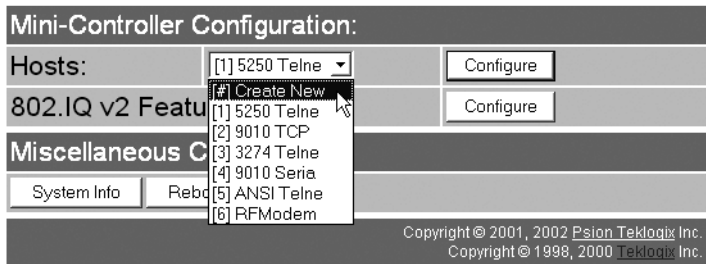 Mini-Controller Configuration:
Hosts: [1] 5250 Telne Configure
[#] Create New
802.IQ v2 Featu Configure
[1] 5250 Telne
[2] 9010 TCP
Miscellaneous C
[3] 3274 Telne
[4] 9010 Seria
System Info Rebo
[5] ANSI Telne
[6] RFModem
Copyright © 2001, 2002 Psion Teklogix Inc.
Copyright © 1998, 2000 Teklogix Inc.